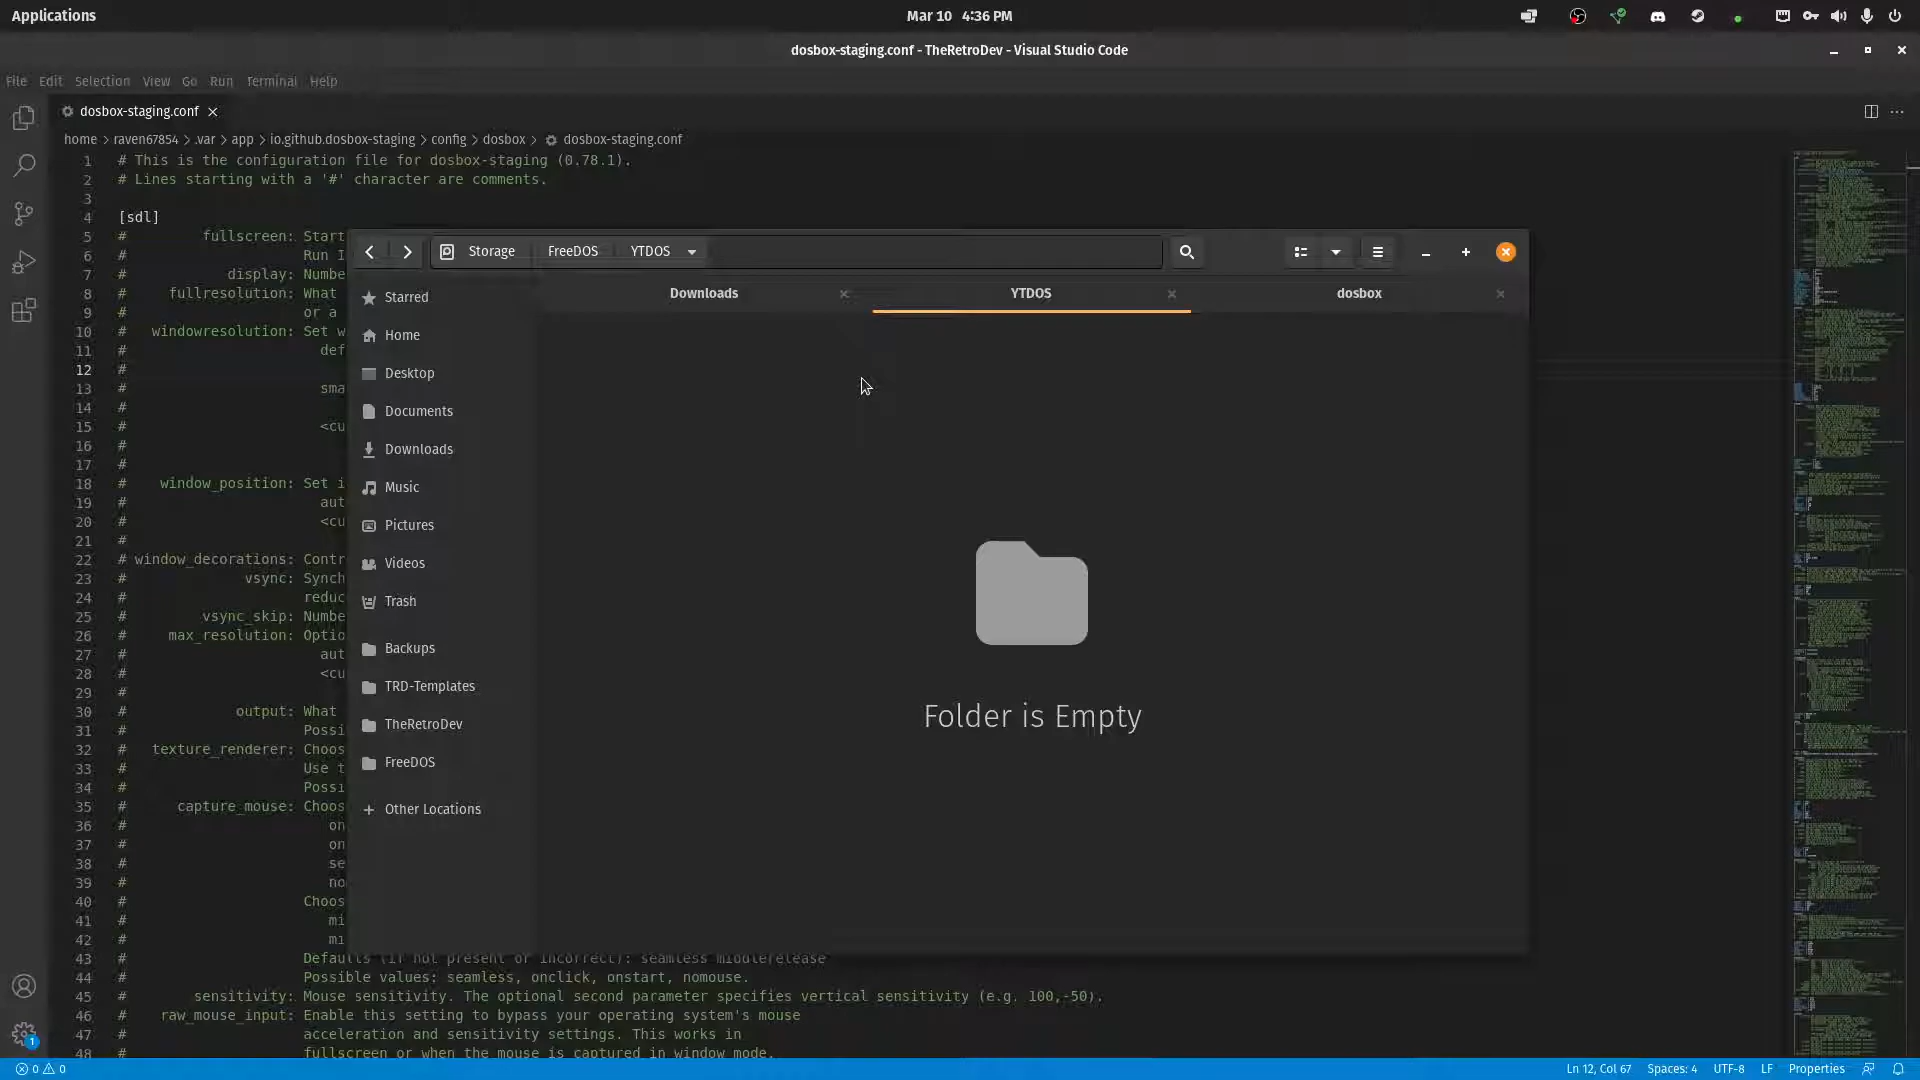 Applications
Mar 10 4:36 PM
dosbox-staging.conf - TheRetroDev - Visual Studio Code
File Edit Selection View Go Run Terminal Help
dosbox-staging.conf
home > raven67854 > .var > app > io.github.dosbox-staging > config > dosbox > dosbox-staging.conf
1 # This is the configuration file for dosbox-staging (0.78.1).
2 # Lines starting with a '#' character are comments.
3
4 [sdl]
5 # fullscreen: Start
6 # Run I
7 # display: Numbe
8 # fullresolution: What
9 # or a
10 # windowresolution: Set w
11 # def
12 #
13 # sma
14 #
15 # <cu
16 #
17 #
18 # window_position: Set i
19 # aut
20 # <cu
21 #
22 # window_decorations: Contr
23 # vsync: Synch
24 # reduc
25 # vsync_skip: Numbe
26 # max_resolution: Optio
27 # aut
28 # <cu
29 #
30 # output: What
31 # Possi
32 # texture_renderer: Choos
33 # Use t
34 # Possi
35 # capture_mouse: Choos
36 # on
37 # on
38 # se
39 # no
40 # Choos
41 # mi
42 # mi
43 # Defaults (if not present or incorrect): seamless middlerelease
44 # Possible values: seamless, onclick, onstart, nomouse.
45 # sensitivity: Mouse sensitivity. The optional second parameter specifies vertical sensitivity (e.g. 100,-50).
46 # raw_mouse_input: Enable this setting to bypass your operating system's mouse
47 # acceleration and sensitivity settings. This works in
48 # fullscreen or when the mouse is captured in window mode.
Storage FreeDOS YTDOS
Downloads YTDOS dosbox
Starred
Home
Desktop
Documents
Downloads
Music
Pictures
Videos
Trash
Backups
TRD-Templates
TheRetroDev
FreeDOS
Other Locations
Folder is Empty
1
0 0 Ln 12, Col 67 Spaces: 4 UTF-8 LF Properties